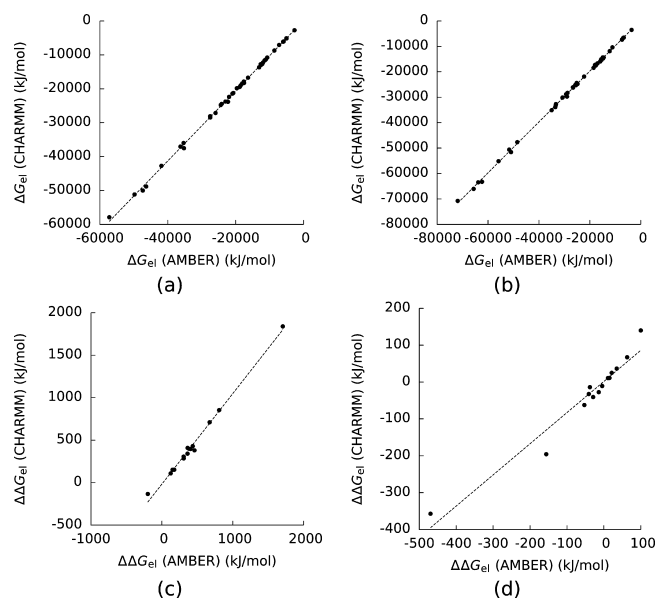 0
-10000
-20000
-30000
-40000
-50000
-60000
ΔGel (CHARMM) (kJ/mol)
-60000 -40000 -20000 0
ΔGel (AMBER) (kJ/mol)
(a)
0
-10000
-20000
-30000
-40000
-50000
-60000
-70000
-80000
ΔGel (CHARMM) (kJ/mol)
-80000 -60000 -40000 -20000 0
ΔGel (AMBER) (kJ/mol)
(b)
2000
1500
1000
500
0
-500
ΔΔGel (CHARMM) (kJ/mol)
-1000 0 1000 2000
ΔΔGel (AMBER) (kJ/mol)
(c)
200
100
0
-100
-200
-300
-400
ΔΔGel (CHARMM) (kJ/mol)
-500 -400 -300 -200 -100 0 100
ΔΔGel (AMBER) (kJ/mol)
(d)